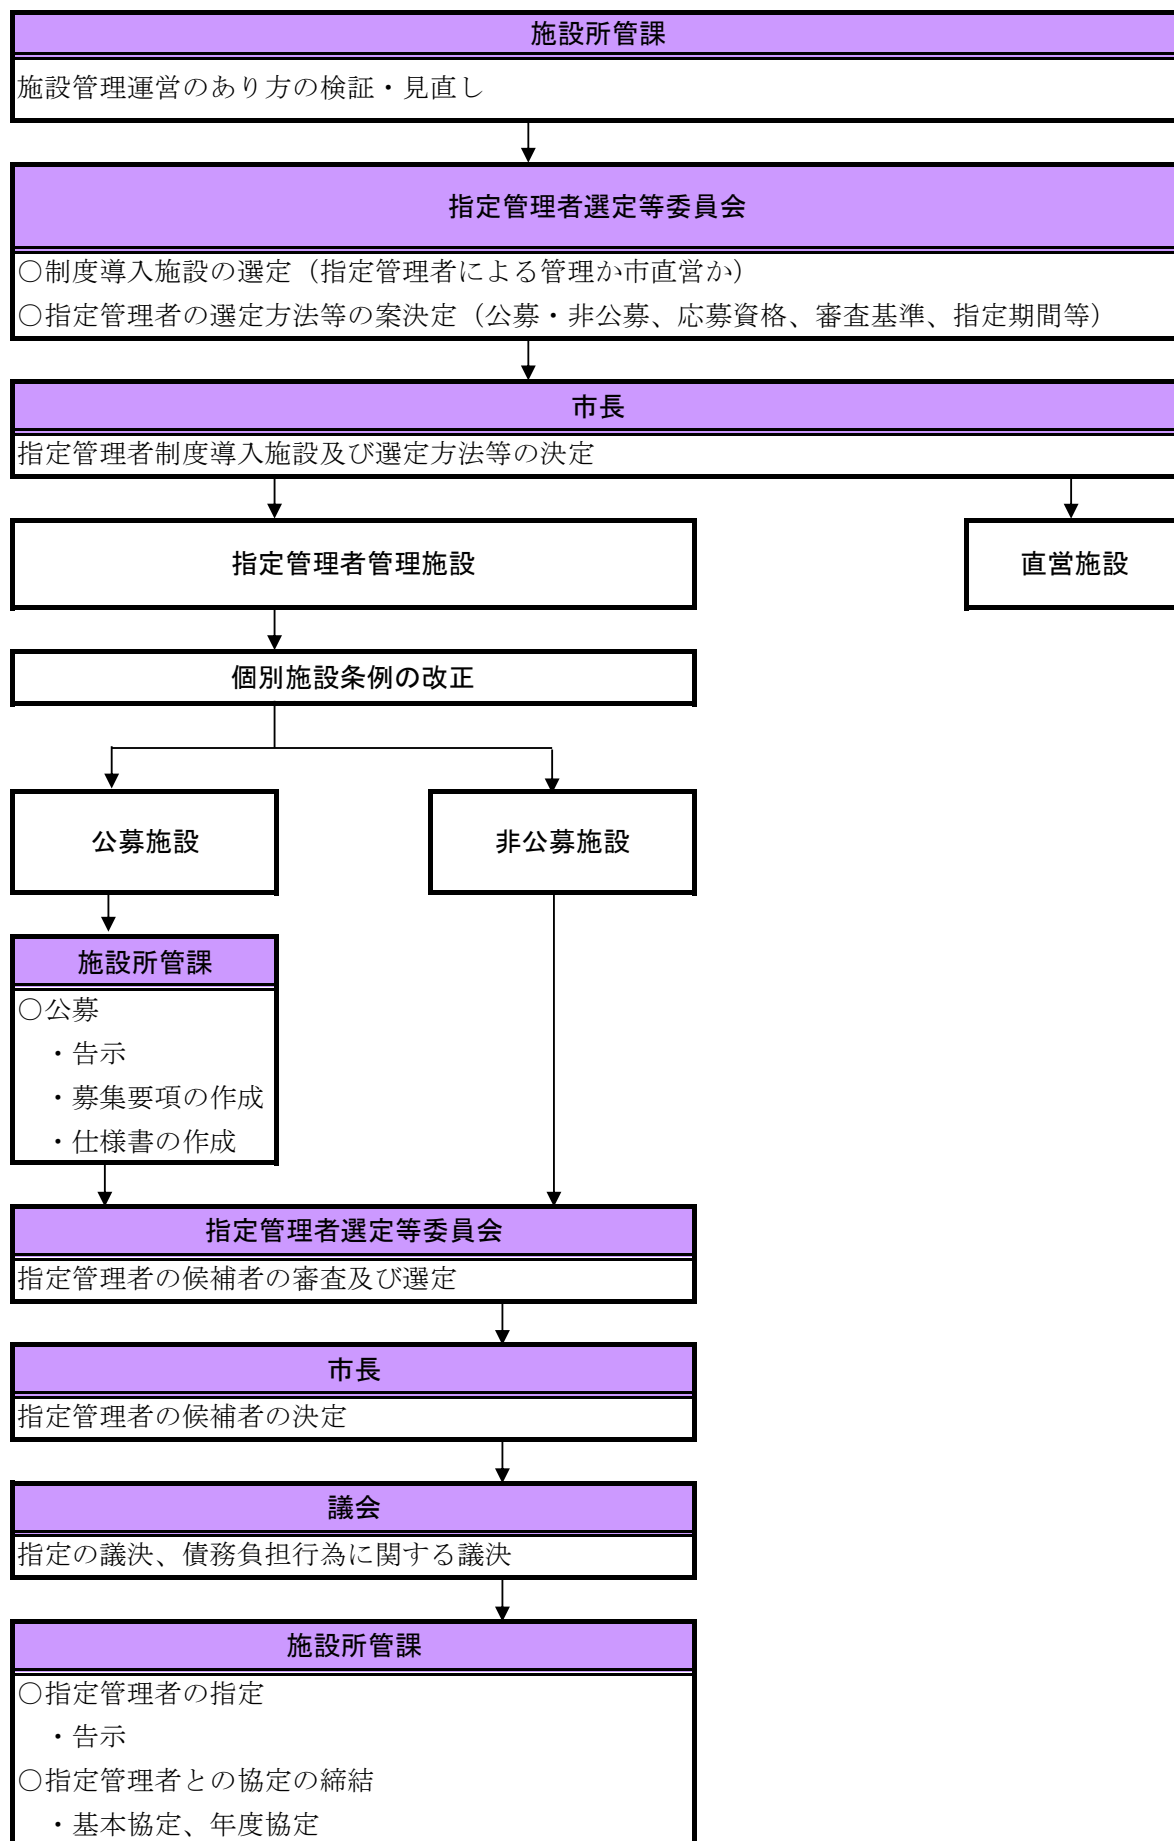 施設所管課
施設管理運営のあり方の検証・見直し
指定管理者選定等委員会
○制度導入施設の選定（指定管理者による管理か市直営か）
○指定管理者の選定方法等の案決定（公募・非公募、応募資格、審査基準、指定期間等）
市長
指定管理者制度導入施設及び選定方法等の決定
指定管理者管理施設
直営施設
個別施設条例の改正
公募施設
非公募施設
施設所管課
○公募
・告示
・募集要項の作成
・仕様書の作成
指定管理者選定等委員会
指定管理者の候補者の審査及び選定
市長
指定管理者の候補者の決定
議会
指定の議決、債務負担行為に関する議決
施設所管課
○指定管理者の指定
・告示
○指定管理者との協定の締結
・基本協定、年度協定